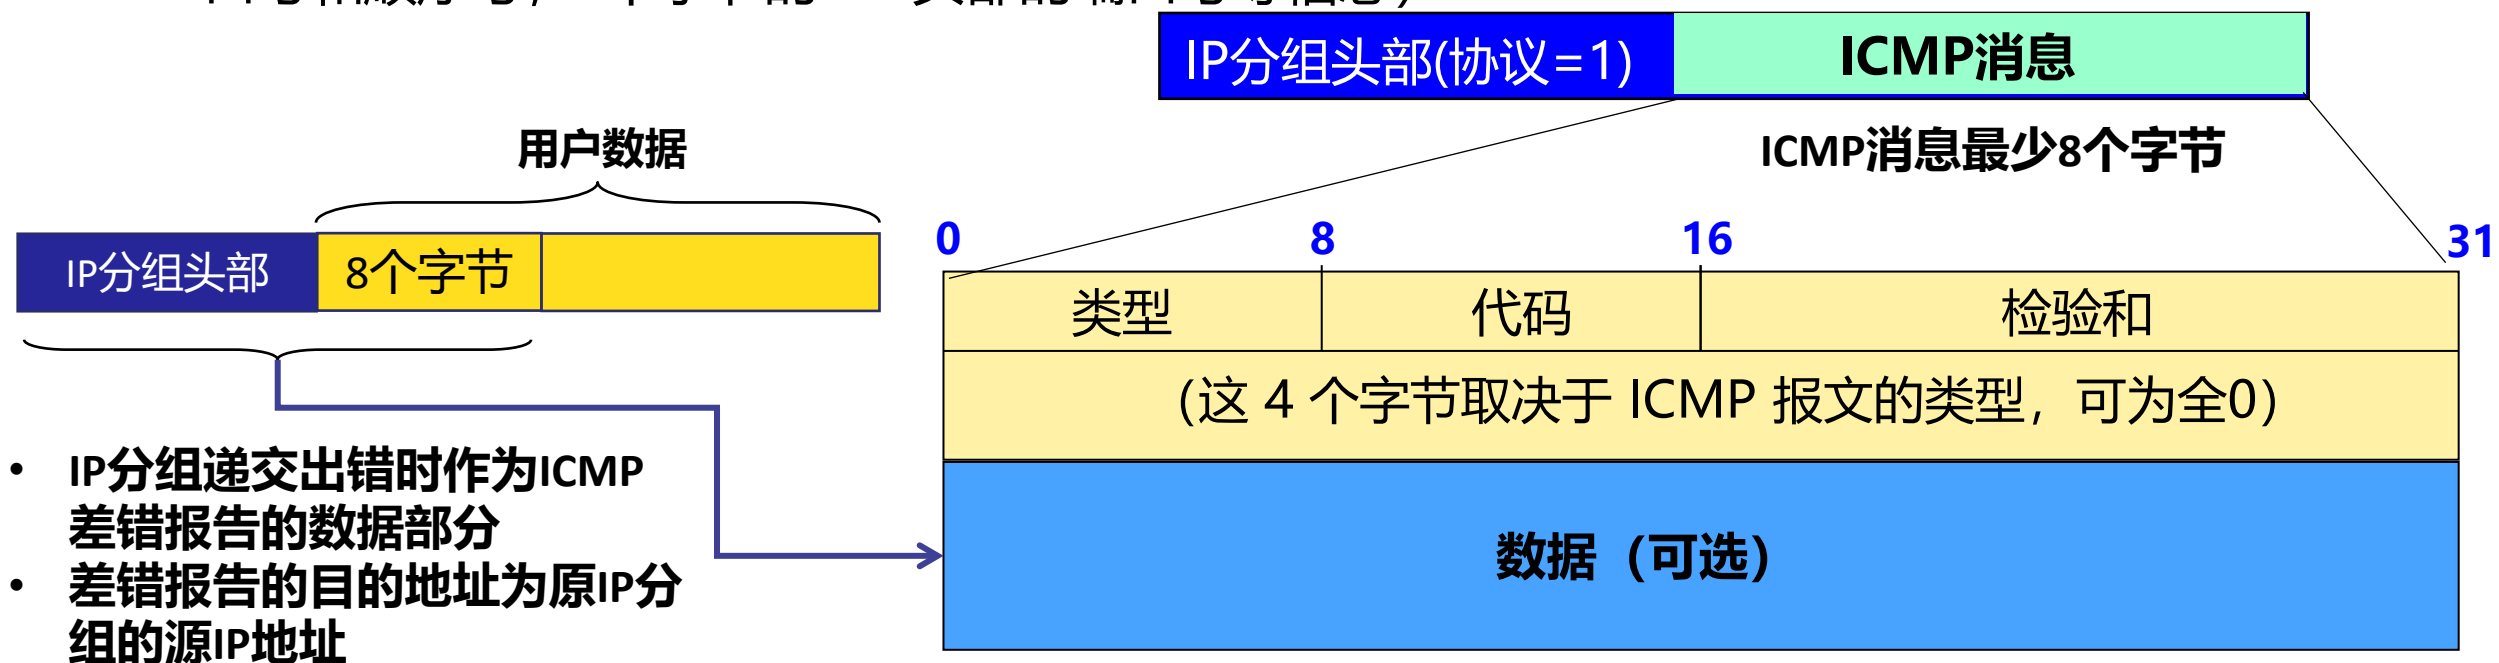 IP分组头部(协议=1)
ICMP消息
用户数据
ICMP消息最少8个字节
0
8
16
31
IP分组头部
8个字节
类型
代码
检验和
(这 4 个字节取决于 ICMP 报文的类型，可为全0)
数据（可选）
• IP分组递交出错时作为ICMP
差错报告的数据部分
• 差错报告的目的地址为原IP分
组的源IP地址